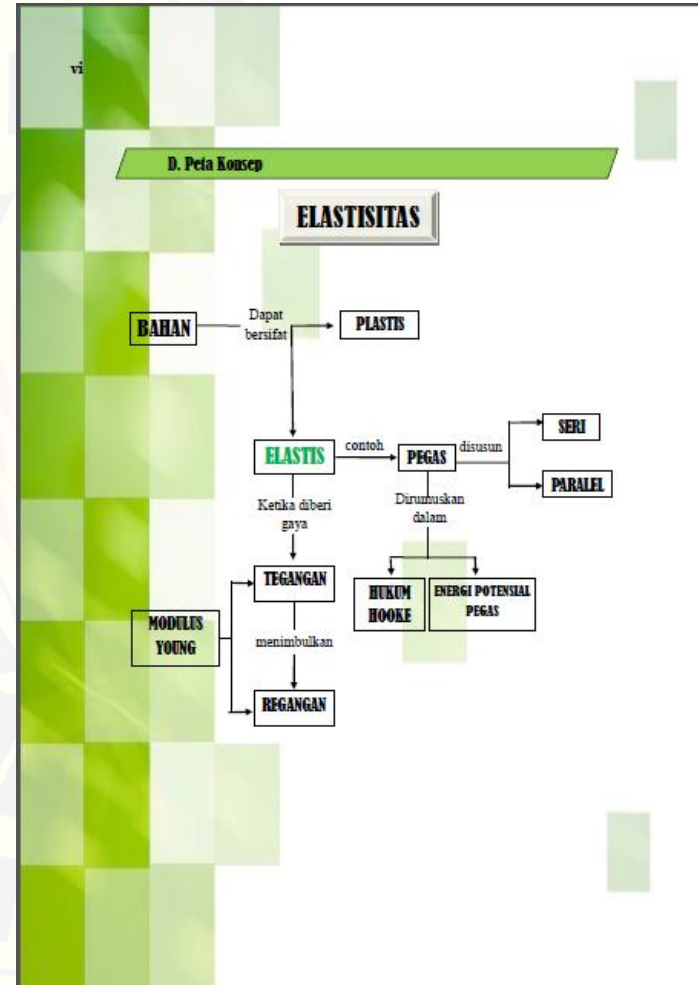 vi
D. Peta Konsep
ELASTISITAS
BAHAN
Dapat
bersifat
PLASTIS
ELASTIS
contoh
PEGAS
disusun
SERI
PARALEL
Ketika diberi
gaya
Dirumuskan
dalam
TEGANGAN
HUKUM
HOOKE
ENERGI POTENSIAL
PEGAS
MODULUS
YOUNG
menimbulkan
REGANGAN